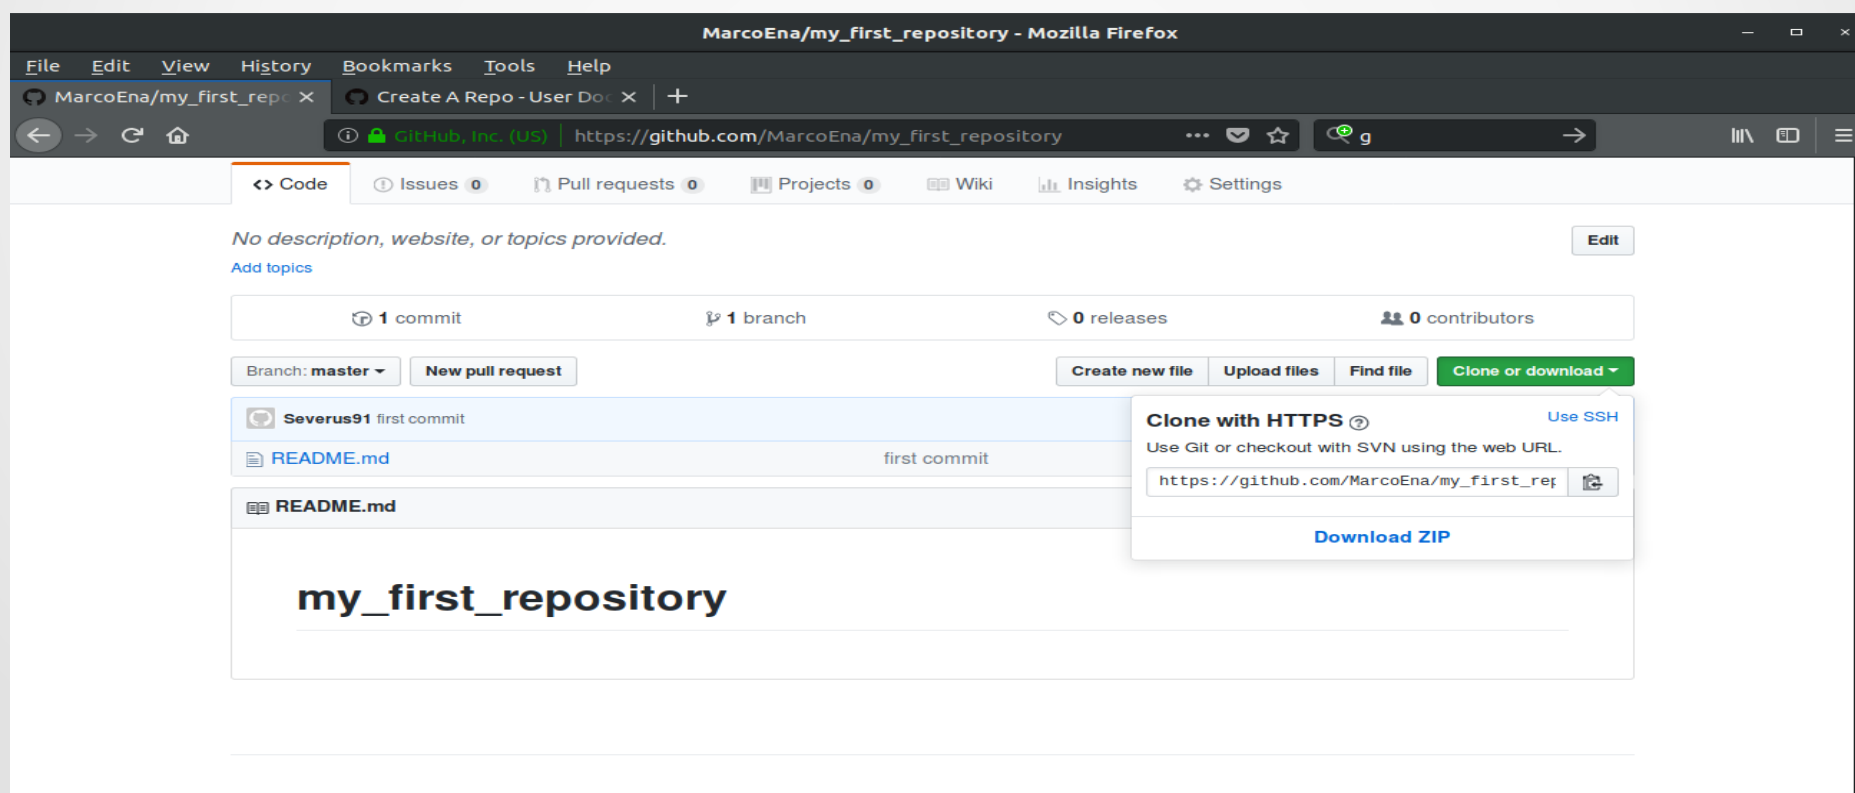 MarcoEna/my_first_repository - Mozilla Firefox
File Edit View History Bookmarks Tools Help
MarcoEna/my_first_repo Create A Repo - User Doc
GitHub, Inc. (US) https://github.com/MarcoEna/my_first_repository g
Code Issues 0 Pull requests 0 Projects 0 Wiki Insights Settings
No description, website, or topics provided. Edit
Add topics
1 commit 1 branch 0 releases 0 contributors
Branch: master New pull request Create new file Upload files Find file Clone or download
Severus91 first commit
README.md first commit
Clone with HTTPS Use SSH
Use Git or checkout with SVN using the web URL.
https://github.com/MarcoEna/my_first_rep
Download ZIP
README.md
my_first_repository